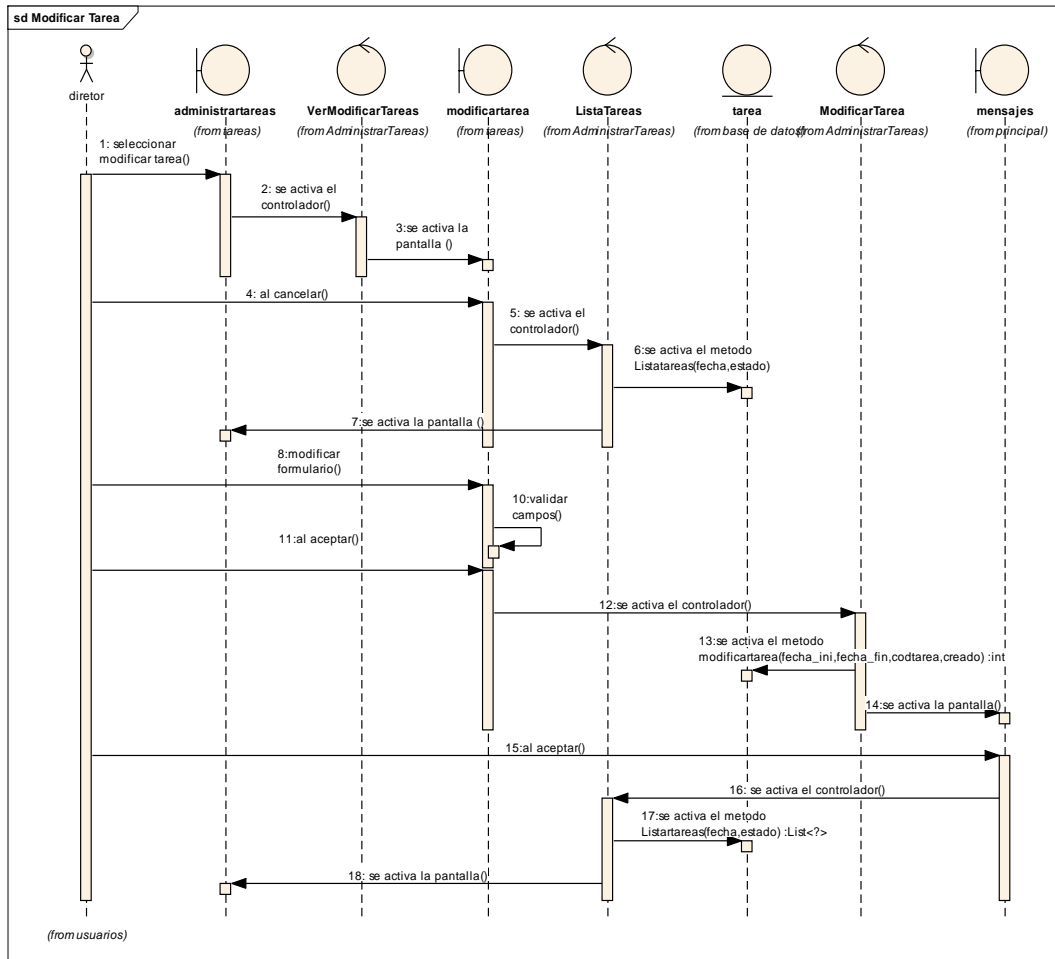 sd Modificar Tarea
diretor
administrartareas
(from tareas)
VerModificarTareas
(from AdministrarTareas)
modificartarea
(from tareas)
ListaTareas
(from AdministrarTareas)
tarea
(from base de datos)
ModificarTarea
(from AdministrarTareas)
mensajes
(from principal)
1: seleccionar
modificar tarea()
2: se activa el
controlador()
3:se activa la
pantalla ()
4: al cancelar()
5: se activa el
controlador()
6:se activa el metodo
Listatareas(fecha,estado)
7:se activa la pantalla ()
8:modificar
formulario()
10:validar
campos()
11:al aceptar()
12:se activa el controlador()
13:se activa el metodo
modificartarea(fecha_ini,fecha_fin,codtarea,creado) :int
14:se activa la pantalla()
15:al aceptar()
16: se activa el controlador()
17:se activa el metodo
Listartareas(fecha,estado) :List<?>
18: se activa la pantalla()
(from usuarios)